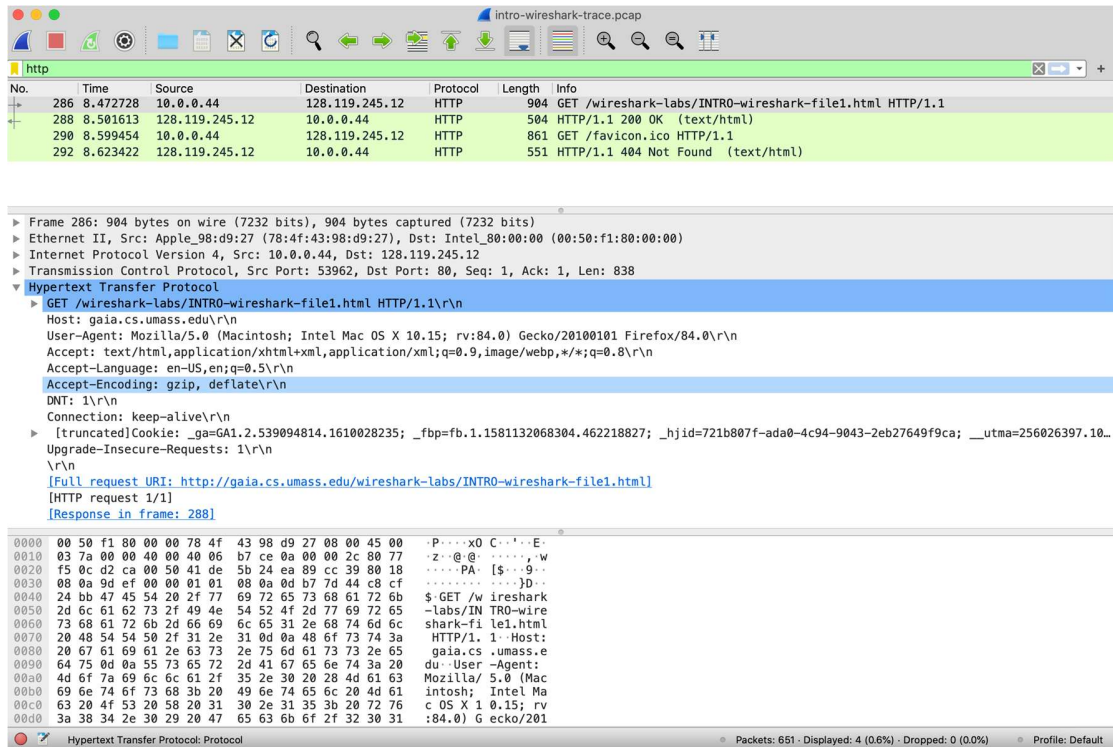 intro-wireshark-trace.pcap
http
No. Time Source Destination Protocol Length Info
286 8.472728 10.0.0.44 128.119.245.12 HTTP 904 GET /wireshark-labs/INTRO-wireshark-file1.html HTTP/1.1
288 8.501613 128.119.245.12 10.0.0.44 HTTP 504 HTTP/1.1 200 OK (text/html)
290 8.599454 10.0.0.44 128.119.245.12 HTTP 861 GET /favicon.ico HTTP/1.1
292 8.623422 128.119.245.12 10.0.0.44 HTTP 551 HTTP/1.1 404 Not Found (text/html)
Frame 286: 904 bytes on wire (7232 bits), 904 bytes captured (7232 bits)
Ethernet II, Src: Apple_98:d9:27 (78:4f:43:98:d9:27), Dst: Intel_80:00:00 (00:50:f1:80:00:00)
Internet Protocol Version 4, Src: 10.0.0.44, Dst: 128.119.245.12
Transmission Control Protocol, Src Port: 53962, Dst Port: 80, Seq: 1, Ack: 1, Len: 838
Hypertext Transfer Protocol
GET /wireshark-labs/INTRO-wireshark-file1.html HTTP/1.1\r\n
Host: gaia.cs.umass.edu\r\n
User-Agent: Mozilla/5.0 (Macintosh; Intel Mac OS X 10.15; rv:84.0) Gecko/20100101 Firefox/84.0\r\n
Accept: text/html,application/xhtml+xml,application/xml;q=0.9,image/webp,*/*;q=0.8\r\n
Accept-Language: en-US,en;q=0.5\r\n
Accept-Encoding: gzip, deflate\r\n
DNT: 1\r\n
Connection: keep-alive\r\n
[truncated]Cookie: _ga=GA1.2.539094814.1610028235; _fbp=fb.1.1581132068304.462218827; _hjid=721b807f-ada0-4c94-9043-2eb27649f9ca; __utma=256026397.10…
Upgrade-Insecure-Requests: 1\r\n
\r\n
[Full request URI: http://gaia.cs.umass.edu/wireshark-labs/INTRO-wireshark-file1.html]
[HTTP request 1/1]
[Response in frame: 288]
0000 00 50 f1 80 00 00 78 4f 43 98 d9 27 08 00 45 00 ·P····xO C··'··E·
0010 03 7a 00 00 40 00 40 06 b7 ce 0a 00 00 2c 80 77 ·z··@·@· ·····,·w
0020 f5 0c d2 ca 00 50 41 de 5b 24 ea 89 cc 39 80 18 ·····PA· [$···9··
0030 08 0a 9d ef 00 00 01 01 08 0a 0d b7 7d 44 c8 cf ········ ····}D··
0040 24 bb 47 45 54 20 2f 77 69 72 65 73 68 61 72 6b $·GET /w ireshark
0050 2d 6c 61 62 73 2f 49 4e 54 52 4f 2d 77 69 72 65 -labs/IN TRO-wire
0060 73 68 61 72 6b 2d 66 69 6c 65 31 2e 68 74 6d 6c shark-fi le1.html
0070 20 48 54 54 50 2f 31 2e 31 0d 0a 48 6f 73 74 3a HTTP/1. 1··Host:
0080 20 67 61 69 61 2e 63 73 2e 75 6d 61 73 73 2e 65 gaia.cs .umass.e
0090 64 75 0d 0a 55 73 65 72 2d 41 67 65 6e 74 3a 20 du··User -Agent:
00a0 4d 6f 7a 69 6c 6c 61 2f 35 2e 30 20 28 4d 61 63 Mozilla/ 5.0 (Mac
00b0 69 6e 74 6f 73 68 3b 20 49 6e 74 65 6c 20 4d 61 intosh; Intel Ma
00c0 63 20 4f 53 20 58 20 31 30 2e 31 35 3b 20 72 76 c OS X 1 0.15; rv
00d0 3a 38 34 2e 30 29 20 47 65 63 6b 6f 2f 32 30 31 :84.0) G ecko/201
Hypertext Transfer Protocol: Protocol Packets: 651 · Displayed: 4 (0.6%) · Dropped: 0 (0.0%) Profile: Default